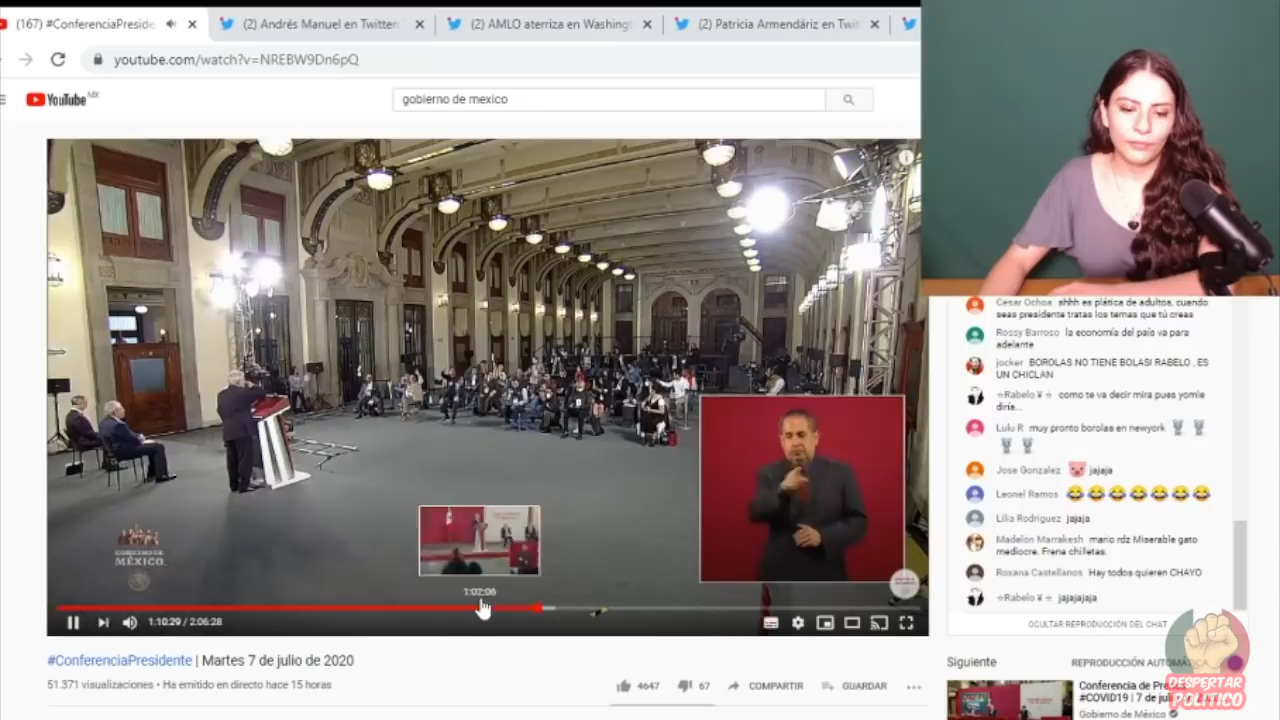 (167) #ConferenciaPreside
(2) Andrés Manuel en Twitter
(2) AMLO aterriza en Washingt
(2) Patricia Armendáriz en Twit
youtube.com/watch?v=NREBW9Dn6pQ
YouTube MX
gobierno de mexico
GOBIERNO DE
MÉXICO
1:02:06
1:10:29 / 2:06:28
#ConferenciaPresidente | Martes 7 de julio de 2020
51.371 visualizaciones • Ha emitido en directo hace 15 horas
4647
67
COMPARTIR
GUARDAR
Cesar Ochoa ahhh es plática de adultos, cuando
seas presidente tratas los temas que tú creas
Rossy Barroso la economía del país va para
adelante
jocker BOROLAS NO TIENE BOLAS! RABELO , ES
UN CHICLAN
☆Rabelo ¥ ☆ como te va decir mira pues yomle
diría...
Lulu R muy pronto borolas en newyork
Jose Gonzalez jajaja
Leonel Ramos
Lilia Rodriguez jajaja
Madelon Marrakesh mario rdz Miserable gato
mediocre. Frena chilletas.
Roxana Castellanos Hay todos quieren CHAYO
☆Rabelo ¥ ☆ jajajajaja
OCULTAR REPRODUCCIÓN DEL CHAT
Siguiente
REPRODUCCIÓN AUTOMÁTICA
Conferencia de Pre
#COVID19 | 7 de jul
Gobierno de México
DESPERTAR
POLÍTICO